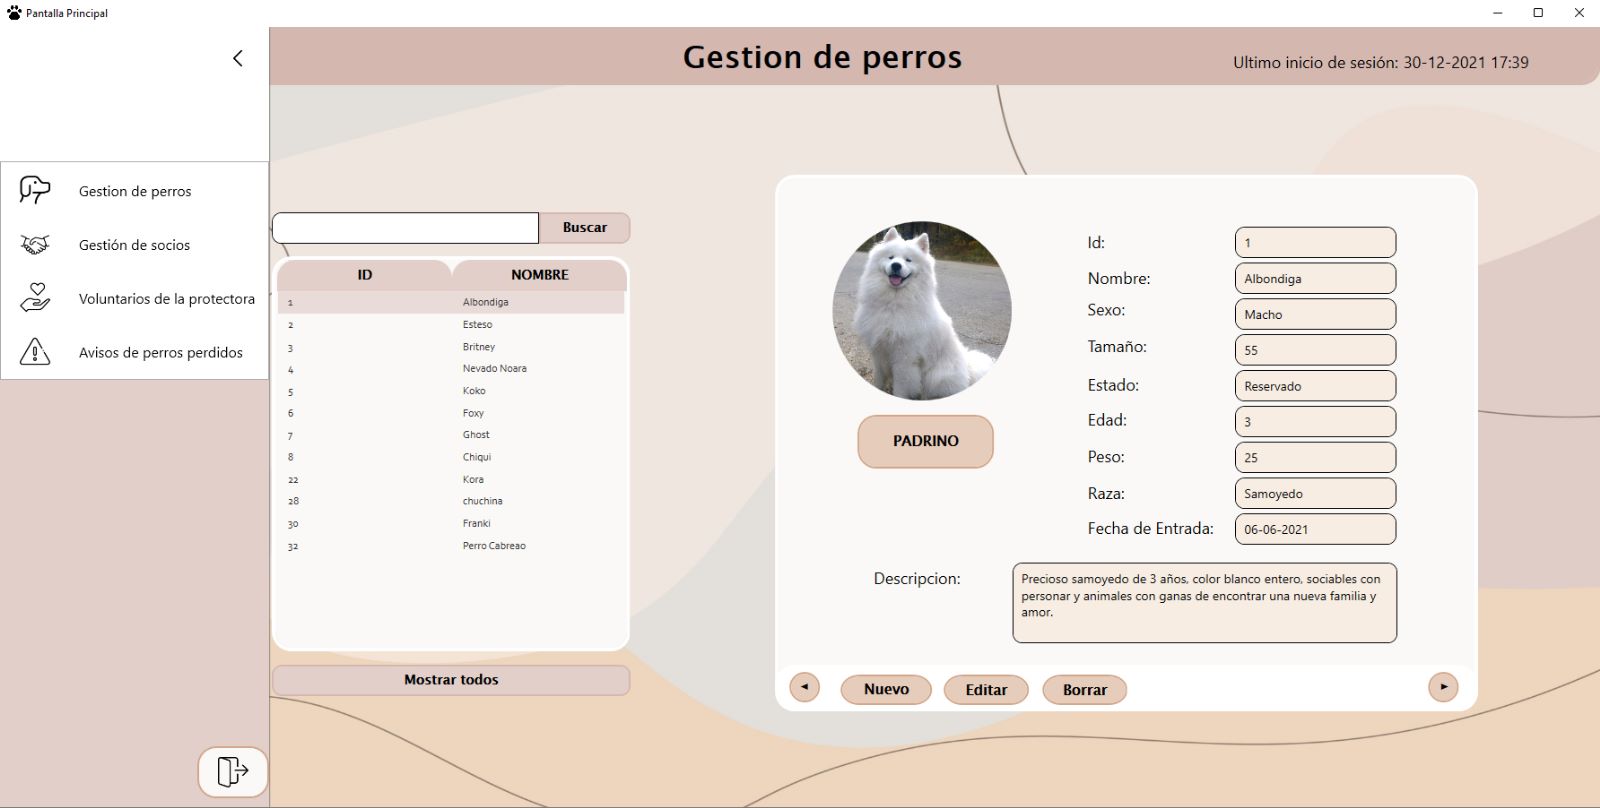 Pantalla Principal
Gestion de perros
Ultimo inicio de sesión: 30-12-2021 17:39
Gestion de perros
Gestión de socios
Voluntarios de la protectora
Avisos de perros perdidos
Buscar
ID NOMBRE
1 Albondiga
2 Esteso
3 Britney
4 Nevado Noara
5 Koko
6 Foxy
7 Ghost
8 Chiqui
22 Kora
28 chuchina
30 Franki
32 Perro Cabreao
Mostrar todos
PADRINO
Id: 1
Nombre: Albondiga
Sexo: Macho
Tamaño: 55
Estado: Reservado
Edad: 3
Peso: 25
Raza: Samoyedo
Fecha de Entrada: 06-06-2021
Descripcion:
Precioso samoyedo de 3 años, color blanco entero, sociables con
personar y animales con ganas de encontrar una nueva familia y
amor.
Nuevo Editar Borrar